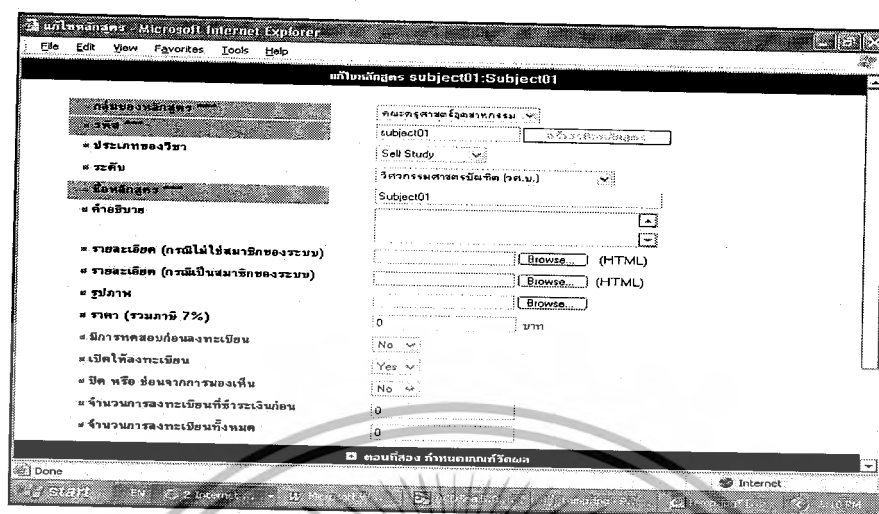 แก้ไขหลักสูตร - Microsoft Internet Explorer
File Edit View Favorites Tools Help
แก้ไขหลักสูตร subject01:Subject01
กลุ่มของหลักสูตร คณะครุศาสตร์อุตสาหกรรม
รหัส subject01
ประเภทของวิชา Self Study
ระดับ วิศวกรรมศาสตรบัณฑิต (วศ.บ.)
ชื่อหลักสูตร Subject01
คำอธิบาย
รายละเอียด (กรณีไม่ใช่สมาชิกของระบบ) Browse... (HTML)
รายละเอียด (กรณีเป็นสมาชิกของระบบ) Browse... (HTML)
รูปภาพ Browse...
ราคา (รวมภาษี 7%) 0 บาท
มีการทดสอบก่อนลงทะเบียน No
เปิดให้ลงทะเบียน Yes
ปิด หรือ ซ่อนจากการมองเห็น No
จำนวนการลงทะเบียนที่ชำระเงินก่อน 0
จำนวนการลงทะเบียนทั้งหมด 0
ตอนที่สอง กำหนดเกณฑ์วัดผล
Done Internet
start EN 2 Internet